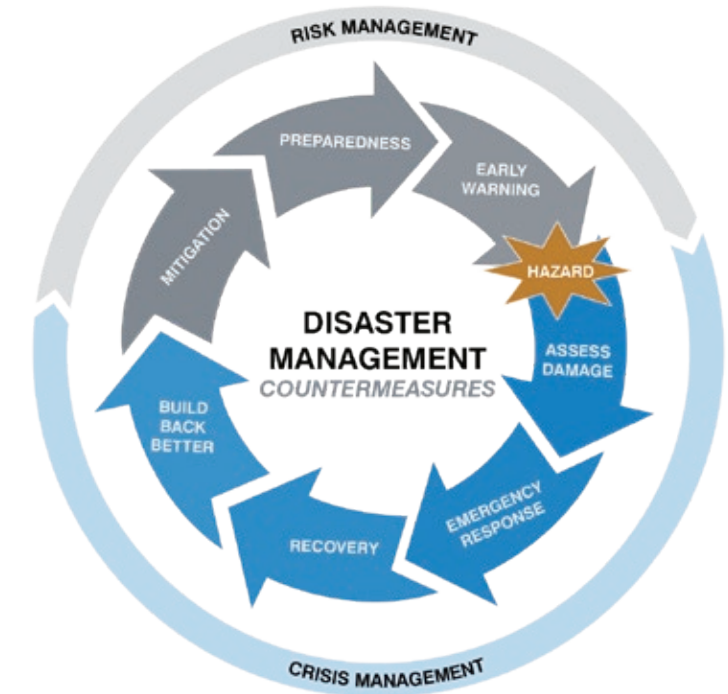 RISK MANAGEMENT
PREPAREDNESS
EARLY
WARNING
HAZARD
MITIGATION
DISASTER
MANAGEMENT
COUNTERMEASURES
ASSESS
DAMAGE
BUILD
BACK
BETTER
EMERGENCY
RESPONSE
RECOVERY
CRISIS MANAGEMENT